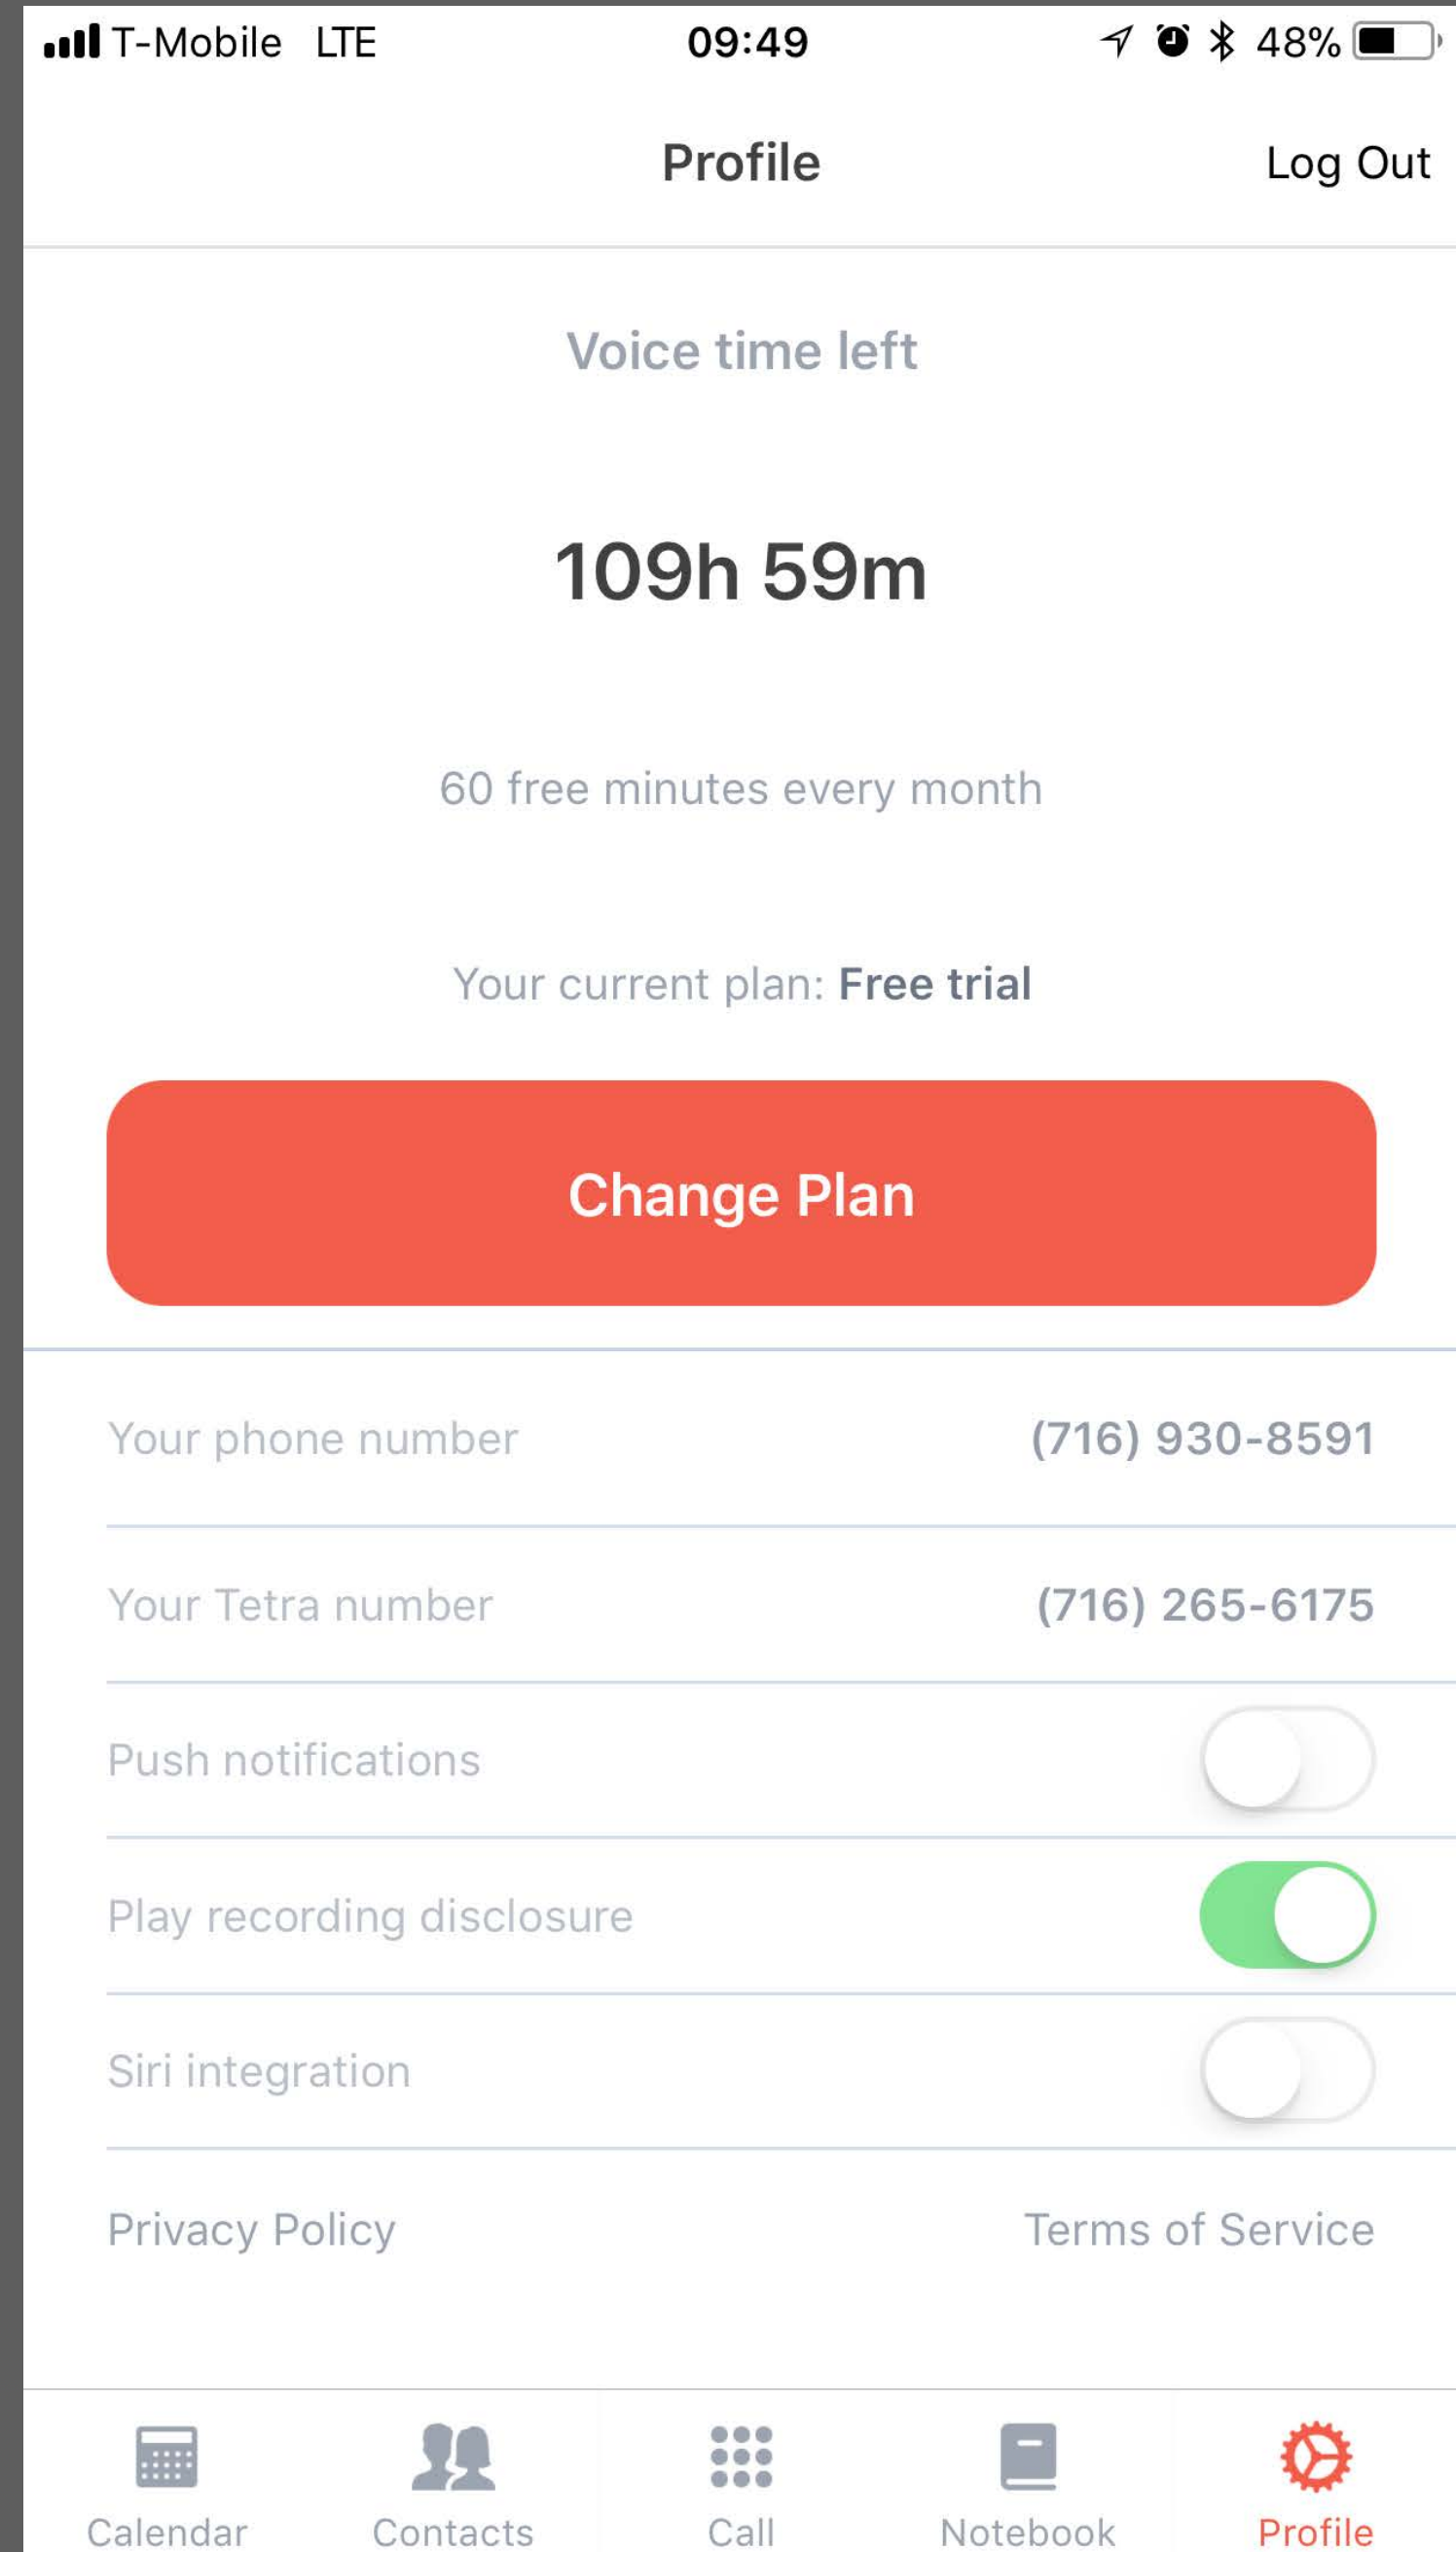 T-Mobile LTE 09:49 48%
Profile Log Out
Voice time left
109h 59m
60 free minutes every month
Your current plan: Free trial
Change Plan
Your phone number (716) 930-8591
Your Tetra number (716) 265-6175
Push notifications
Play recording disclosure
Siri integration
Privacy Policy Terms of Service
Calendar Contacts Call Notebook Profile